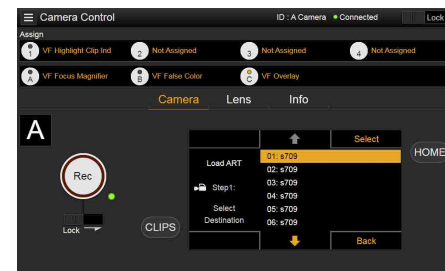 Camera Control
ID : A Camera
Connected
Lock
Assign
1 VF Highlight Clip Ind
2 Not Assigned
3 Not Assigned
4 Not Assigned
A VF Focus Magnifier
B VF False Color
C VF Overlay
Camera
Lens
Info
A
Rec
Lock
CLIPS
Load ART
Step1:
Select
Destination
Select
01: s709
02: s709
03: s709
04: s709
05: s709
06: s709
Back
HOME